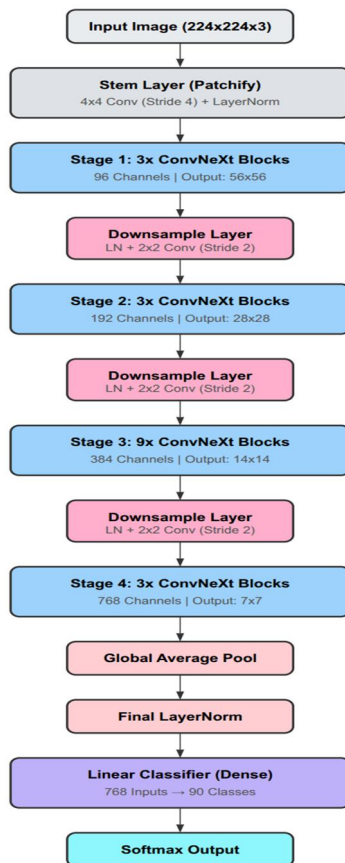 Input Image (224x224x3)
Stem Layer (Patchify)
4x4 Conv (Stride 4) + LayerNorm
Stage 1: 3x ConvNeXt Blocks
96 Channels | Output: 56x56
Downsample Layer
LN + 2x2 Conv (Stride 2)
Stage 2: 3x ConvNeXt Blocks
192 Channels | Output: 28x28
Downsample Layer
LN + 2x2 Conv (Stride 2)
Stage 3: 9x ConvNeXt Blocks
384 Channels | Output: 14x14
Downsample Layer
LN + 2x2 Conv (Stride 2)
Stage 4: 3x ConvNeXt Blocks
768 Channels | Output: 7x7
Global Average Pool
Final LayerNorm
Linear Classifier (Dense)
768 Inputs → 90 Classes
Softmax Output